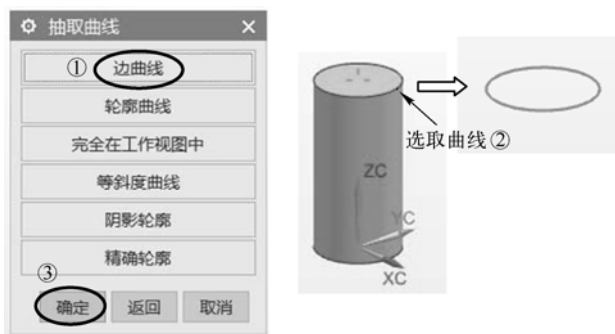 抽取曲线
① 边曲线
轮廓曲线
完全在工作视图中
等斜度曲线
阴影轮廓
精确轮廓
③
确定 返回 取消
选取曲线②
ZC
YC
XC